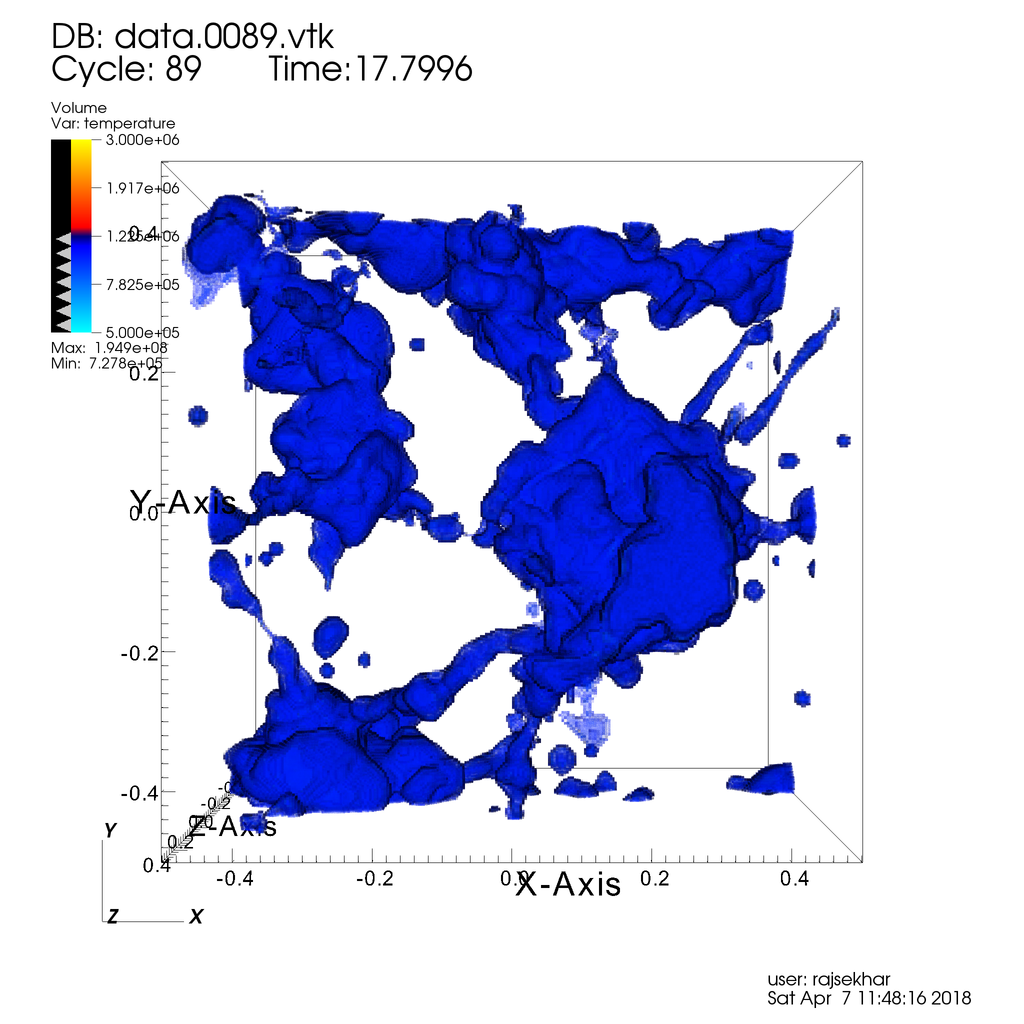 DB: data.0089.vtk
Cycle: 89 Time:17.7996
Volume
Var: temperature
3.000e+06
1.917e+06
1.225e+06
7.825e+05
5.000e+05
Max: 1.949e+08
Min: 7.278e+05
0.4
0.2
Y-Axis
0.0
-0.2
-0.4
-0.2
0.0
Z-Axis
0.2
0.4
-0.4
-0.2
0.0
0.2
0.4
X-Axis
Y
Z X
user: rajsekhar
Sat Apr 7 11:48:16 2018